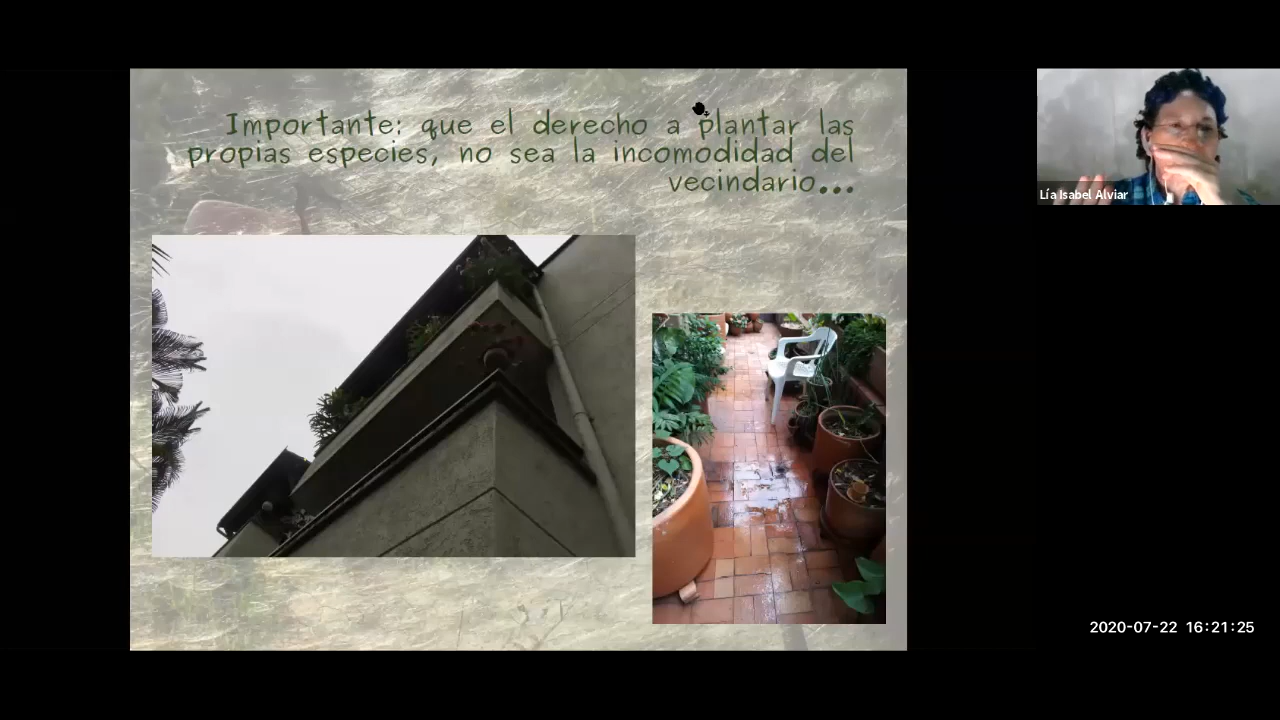 Importante: que el derecho a plantar las
propias especies, no sea la incomodidad del
vecindario...
Lía Isabel Alviar
2020-07-22 16:21:25